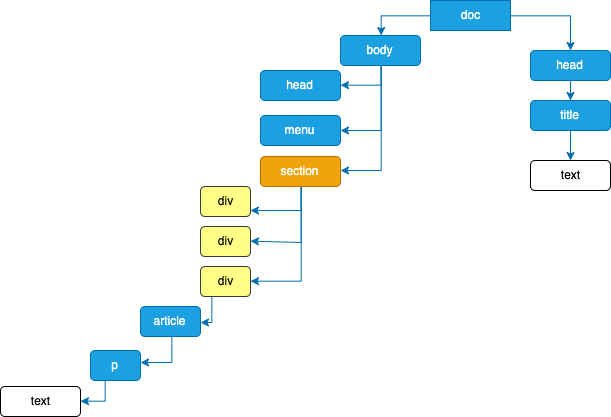 doc
body
head
head
menu
title
section
text
div
div
div
article
p
text